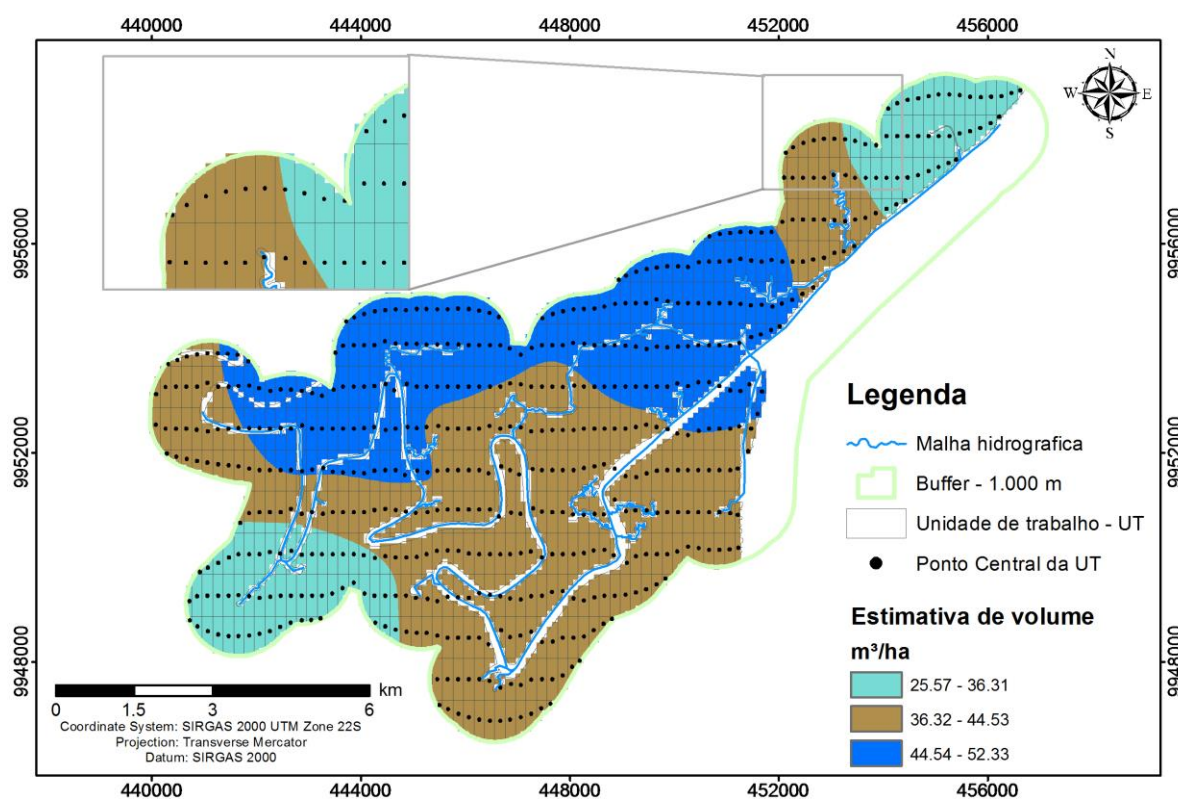 440000 444000 448000 452000 456000
N
W E
S
9956000 9956000
9952000 9952000
9948000 9948000
Legenda
Malha hidrografica
Buffer - 1.000 m
Unidade de trabalho - UT
Ponto Central da UT
Estimativa de volume
m³/ha
25.57 - 36.31
36.32 - 44.53
44.54 - 52.33
km
0 1.5 3 6
Coordinate System: SIRGAS 2000 UTM Zone 22S
Projection: Transverse Mercator
Datum: SIRGAS 2000
440000 444000 448000 452000 456000